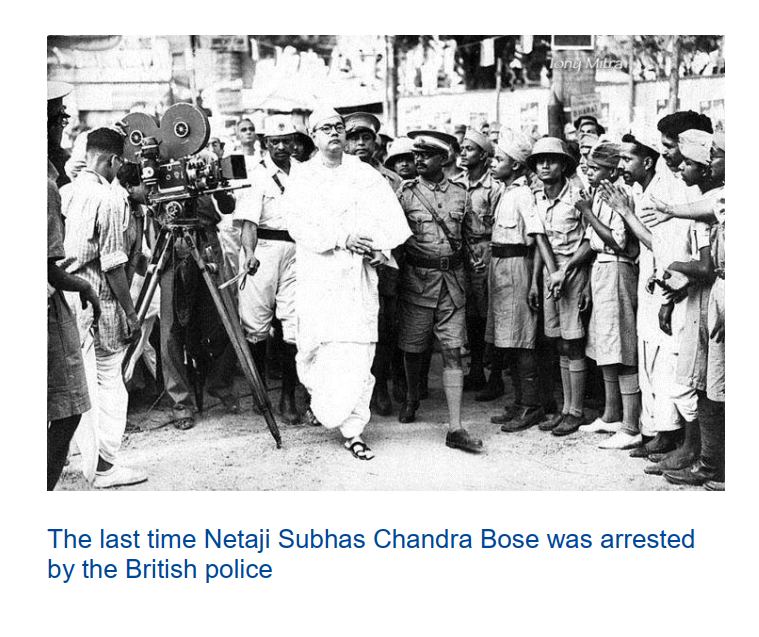 Tony Mitra
The last time Netaji Subhas Chandra Bose was arrested
by the British police